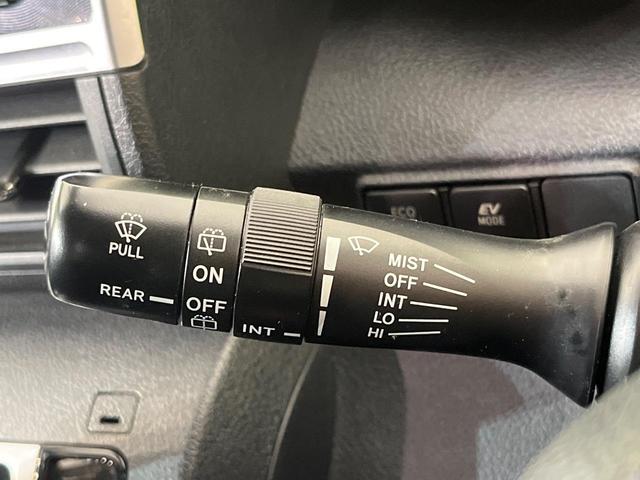 PULL
REAR
ON
OFF
INT
MIST
OFF
INT
LO
HI
ECO
EV
MODE